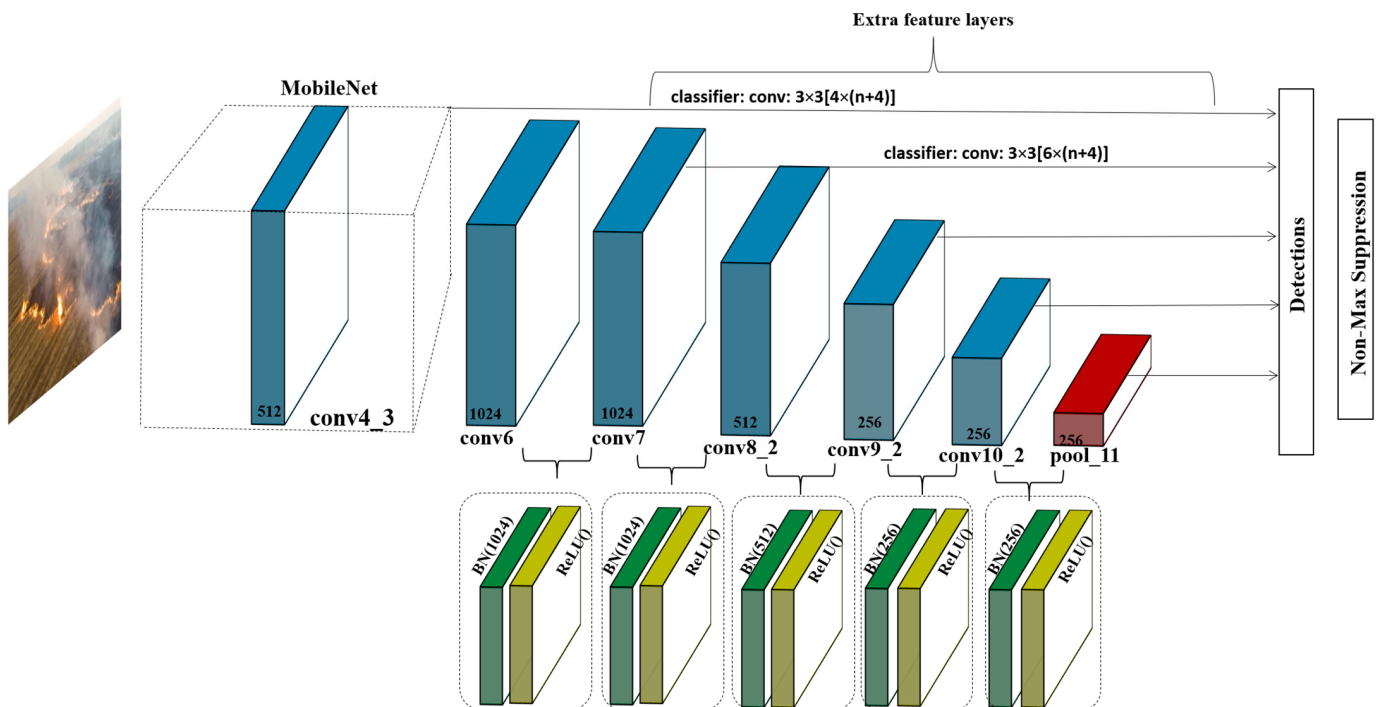 Extra feature layers
MobileNet
classifier: conv: 3×3[4×(n+4)]
classifier: conv: 3×3[6×(n+4)]
Detections
Non-Max Suppression
512
conv4_3
1024
conv6
1024
conv7
512
conv8_2
256
conv9_2
256
conv10_2
256
pool_11
BN(1024)
ReLU()
BN(1024)
ReLU()
BN(512)
ReLU()
BN(256)
ReLU()
BN(256)
ReLU()